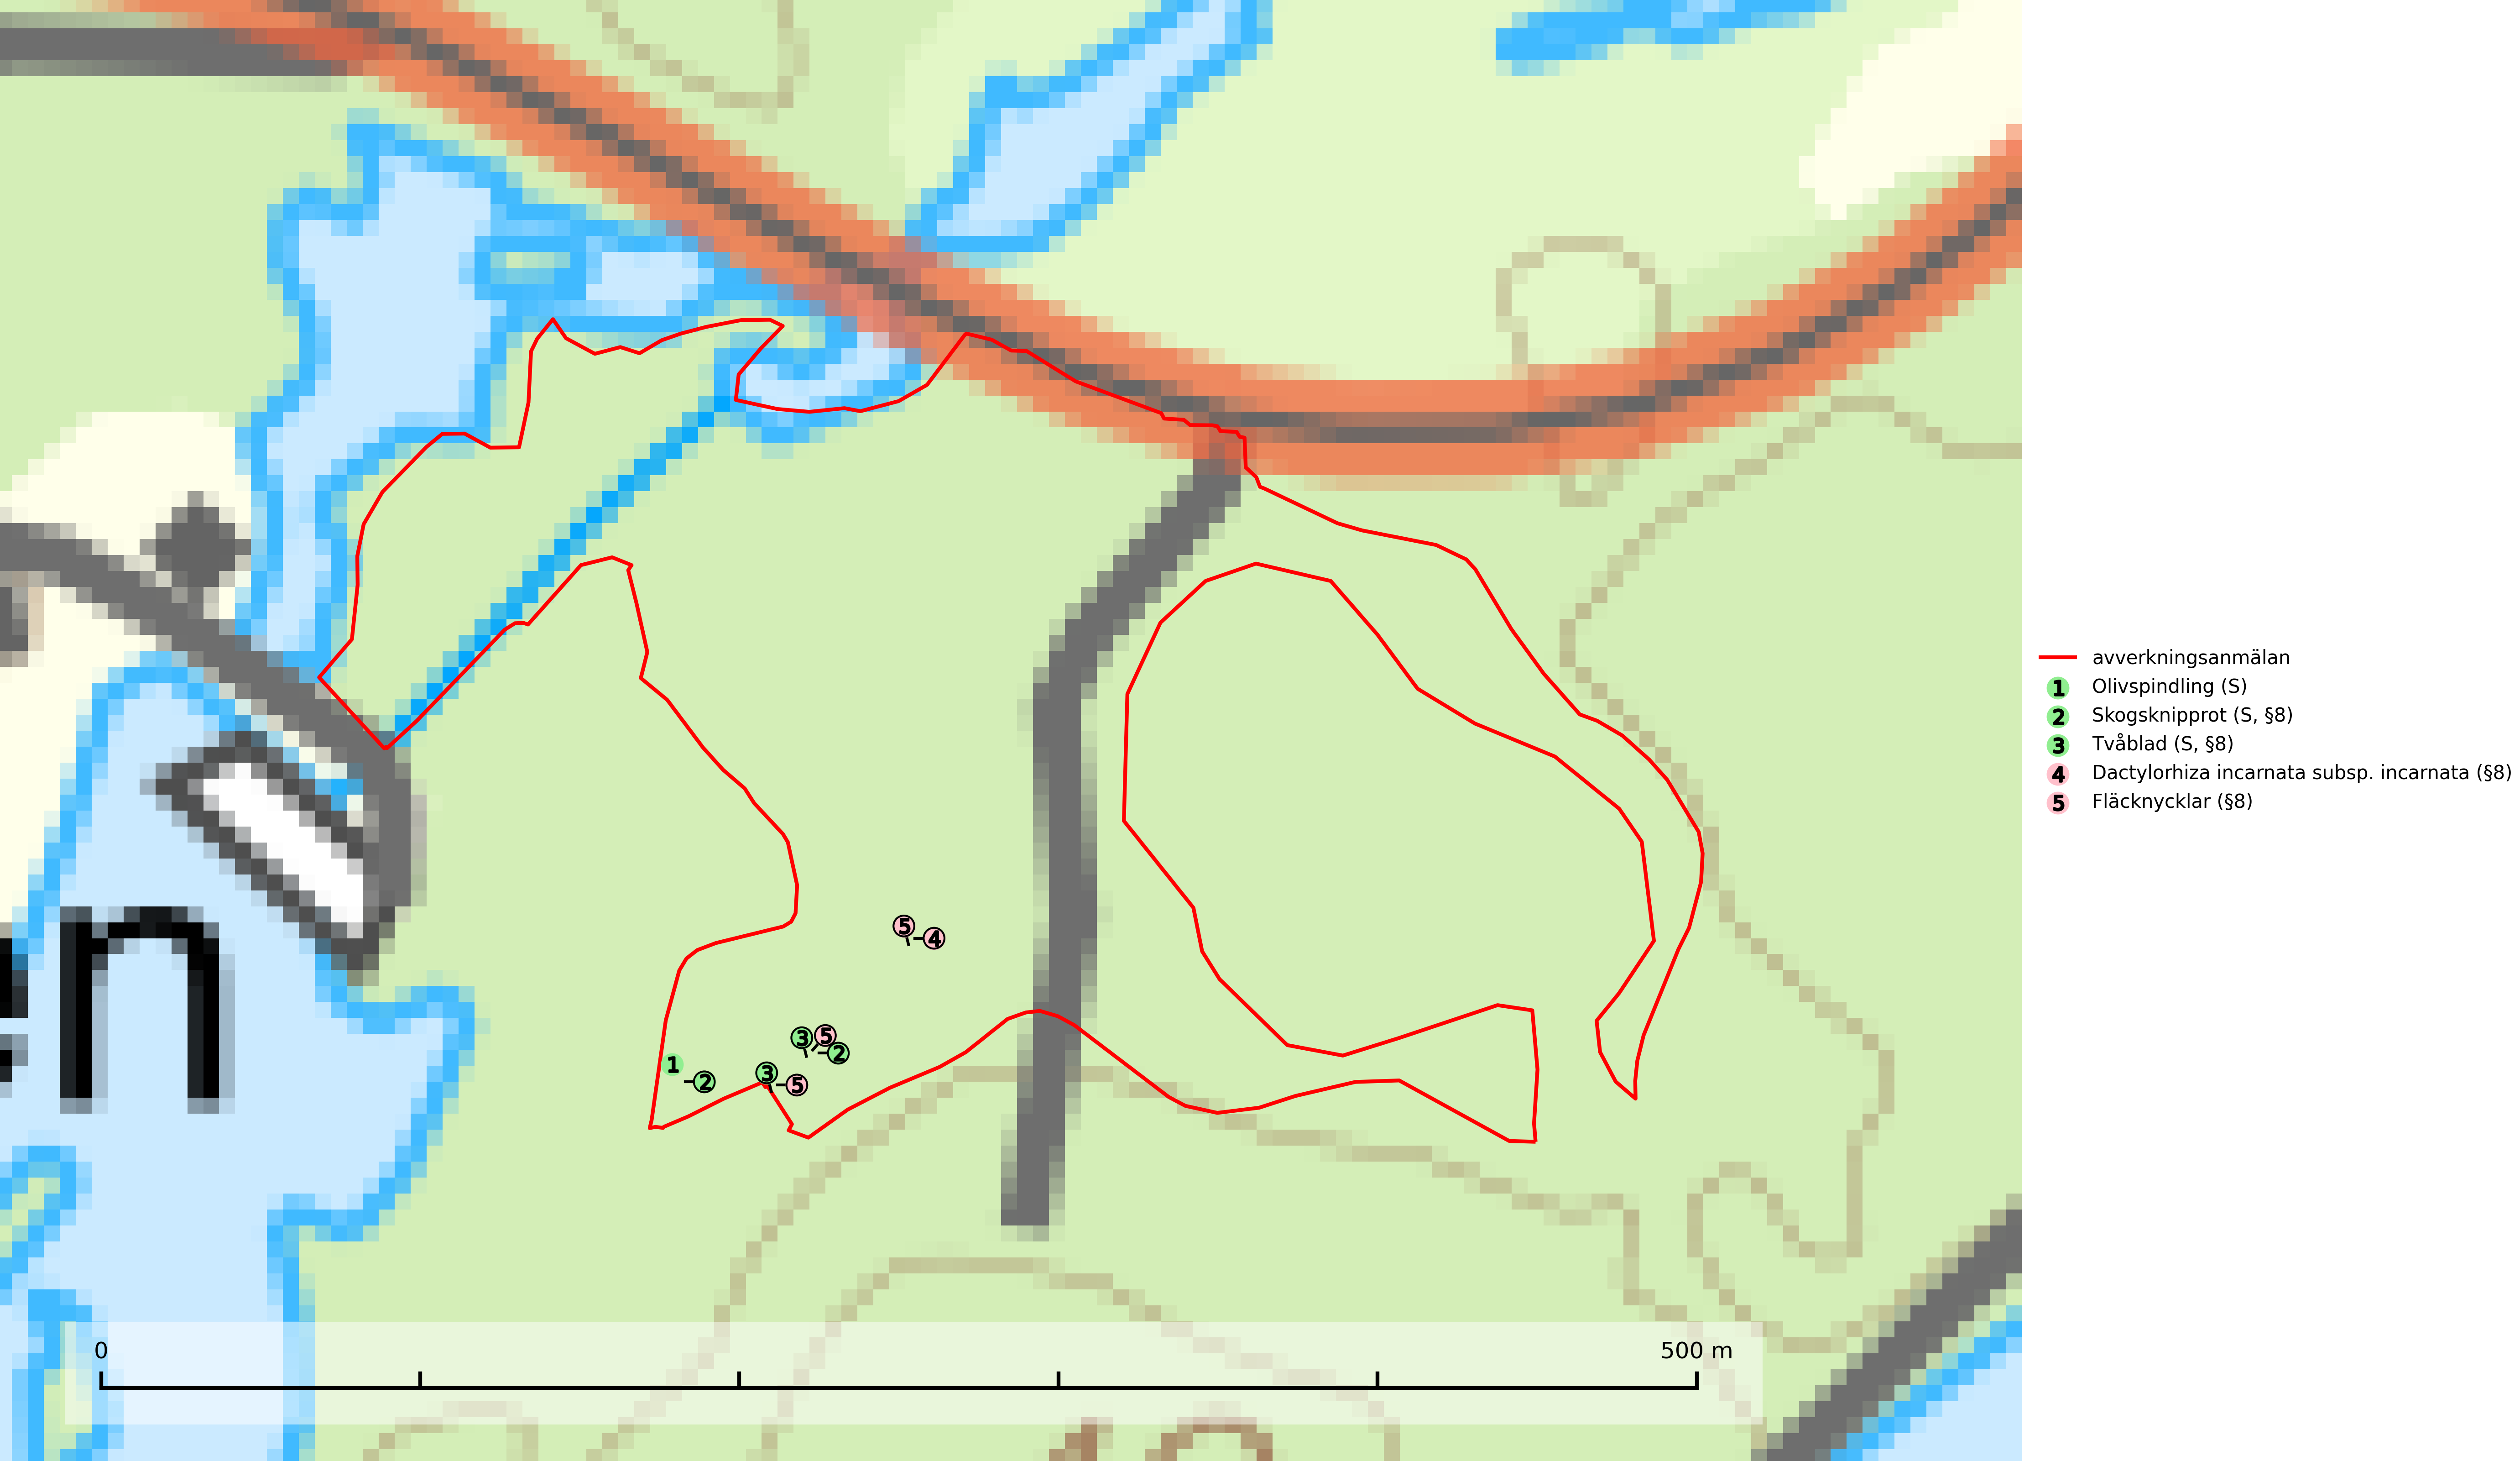 n
5
4
3
5
2
1
3
2
5
0 500 m
avverkningsanmälan
1 Olivspindling (S)
2 Skogsknipprot (S, §8)
3 Tvåblad (S, §8)
4 Dactylorhiza incarnata subsp. incarnata (§8)
5 Fläcknycklar (§8)